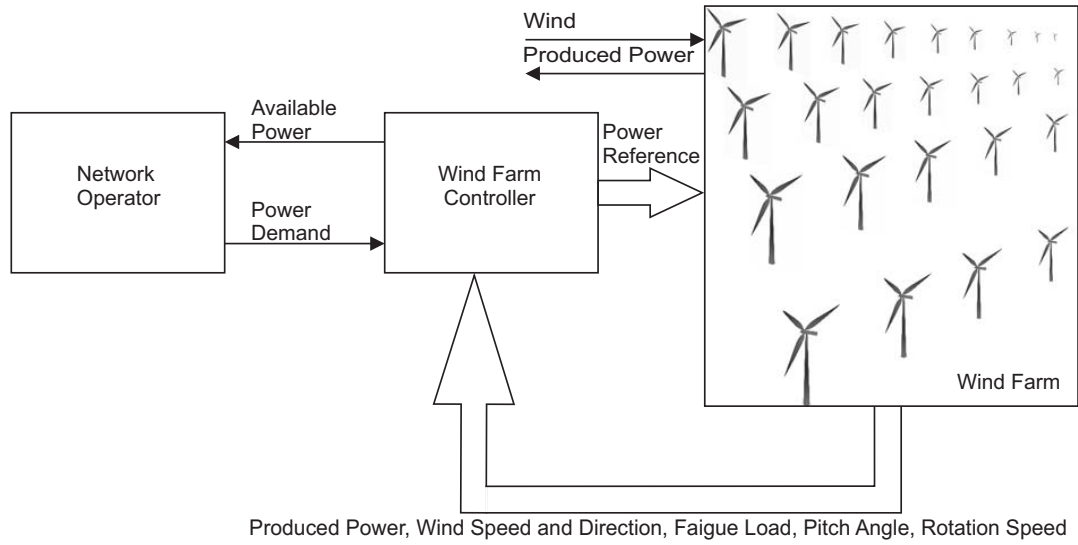 Wind
Produced Power
Available
Power
Network
Operator
Power
Demand
Wind Farm
Controller
Power
Reference
Wind Farm
Produced Power, Wind Speed and Direction, Faigue Load, Pitch Angle, Rotation Speed